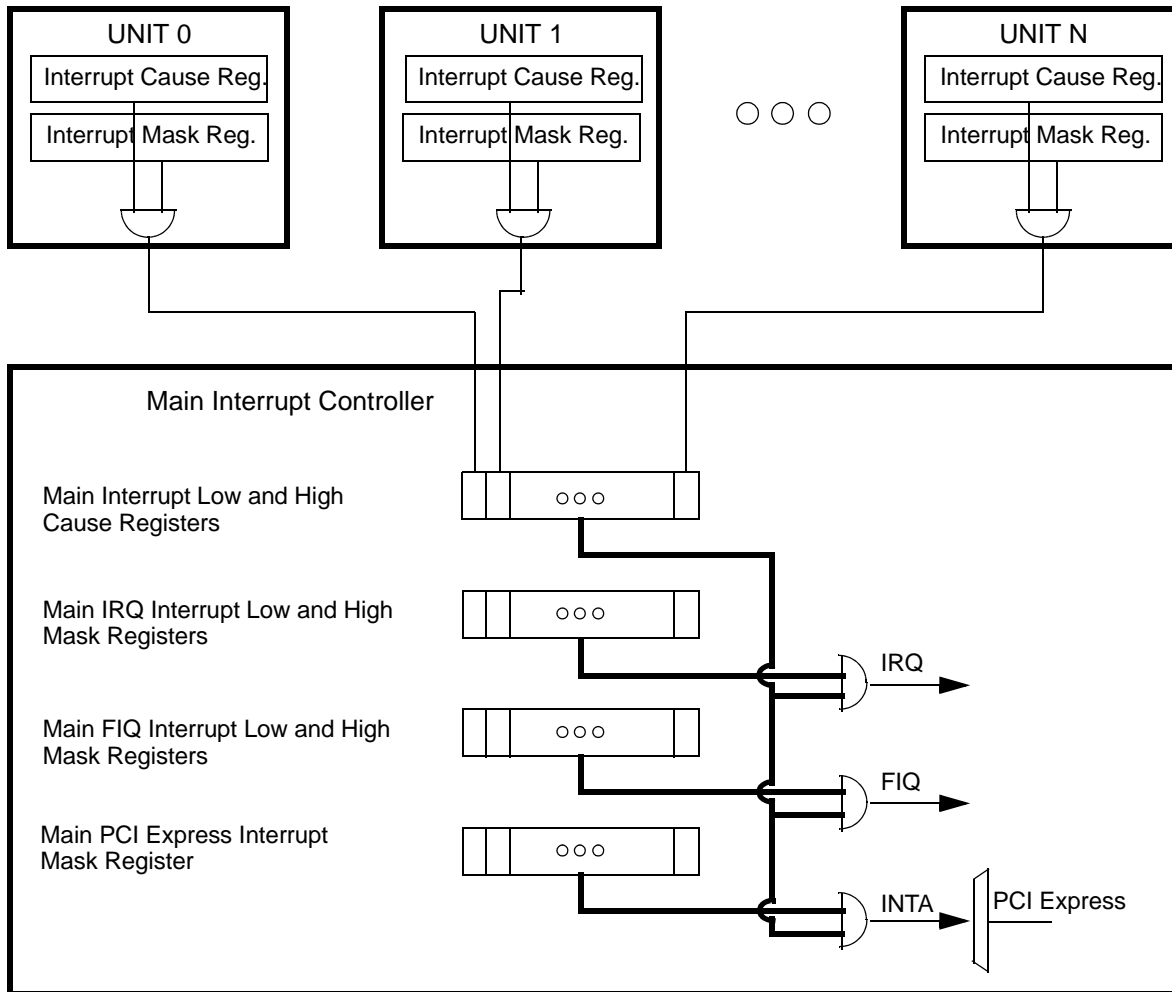 UNIT 0
Interrupt Cause Reg.
Interrupt Mask Reg.
UNIT 1
Interrupt Cause Reg.
Interrupt Mask Reg.
UNIT N
Interrupt Cause Reg.
Interrupt Mask Reg.
Main Interrupt Controller
Main Interrupt Low and High
Cause Registers
Main IRQ Interrupt Low and High
Mask Registers
IRQ
Main FIQ Interrupt Low and High
Mask Registers
FIQ
Main PCI Express Interrupt
Mask Register
INTA
PCI Express